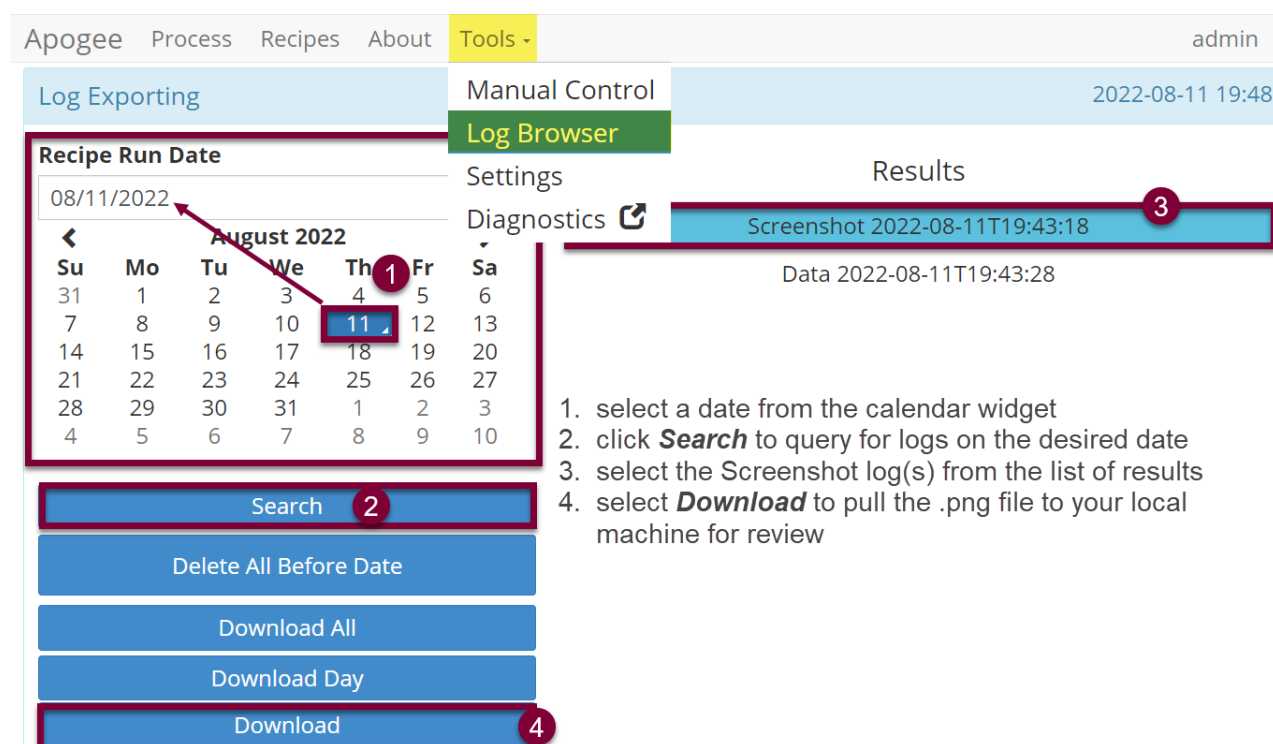 Apogee Process Recipes About Tools admin
Log Exporting 2022-08-11 19:48
Manual Control
Log Browser
Settings
Diagnostics
Recipe Run Date
08/11/2022
August 2022
Su Mo Tu We Th Fr Sa
31 1 2 3 4 5 6
7 8 9 10 11 12 13
14 15 16 17 18 19 20
21 22 23 24 25 26 27
28 29 30 31 1 2 3
4 5 6 7 8 9 10
1
Search 2
Delete All Before Date
Download All
Download Day
Download 4
Results
3
Screenshot 2022-08-11T19:43:18
Data 2022-08-11T19:43:28
1. select a date from the calendar widget
2. click Search to query for logs on the desired date
3. select the Screenshot log(s) from the list of results
4. select Download to pull the .png file to your local
machine for review